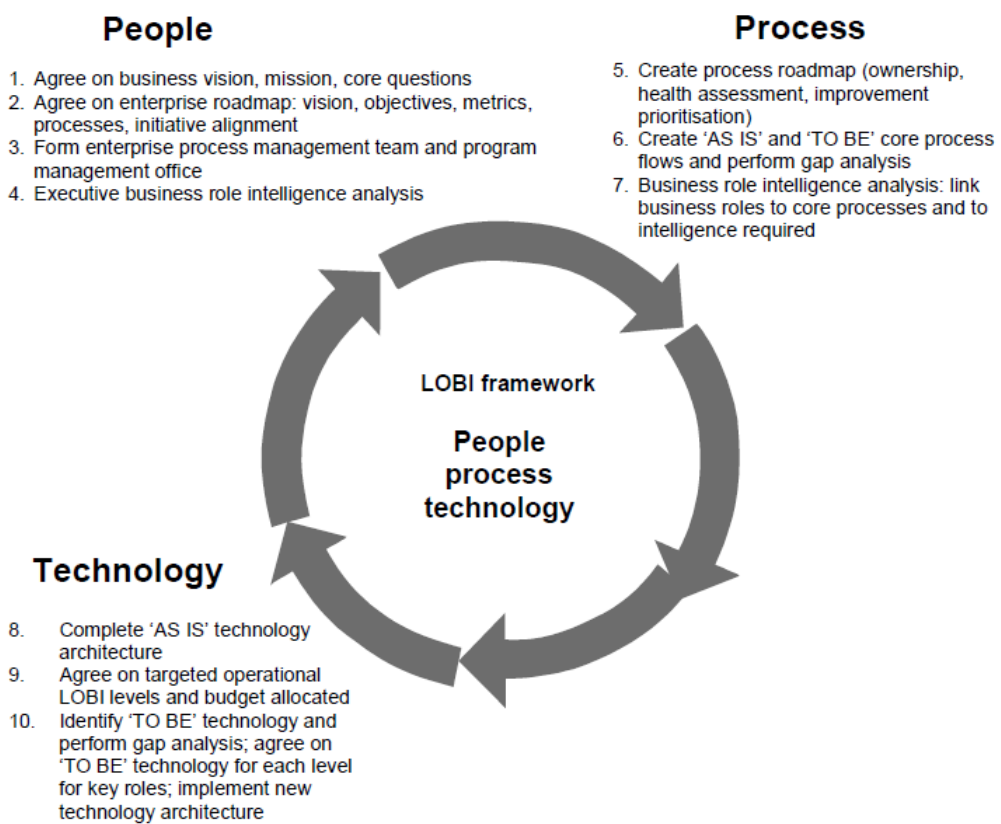 People
1. Agree on business vision, mission, core questions
2. Agree on enterprise roadmap: vision, objectives, metrics,
processes, initiative alignment
3. Form enterprise process management team and program
management office
4. Executive business role intelligence analysis
Process
5. Create process roadmap (ownership,
health assessment, improvement
prioritisation)
6. Create ‘AS IS’ and ‘TO BE’ core process
flows and perform gap analysis
7. Business role intelligence analysis: link
business roles to core processes and to
intelligence required
LOBI framework
People
process
technology
Technology
8. Complete ‘AS IS’ technology
architecture
9. Agree on targeted operational
LOBI levels and budget allocated
10. Identify ‘TO BE’ technology and
perform gap analysis; agree on
‘TO BE’ technology for each level
for key roles; implement new
technology architecture